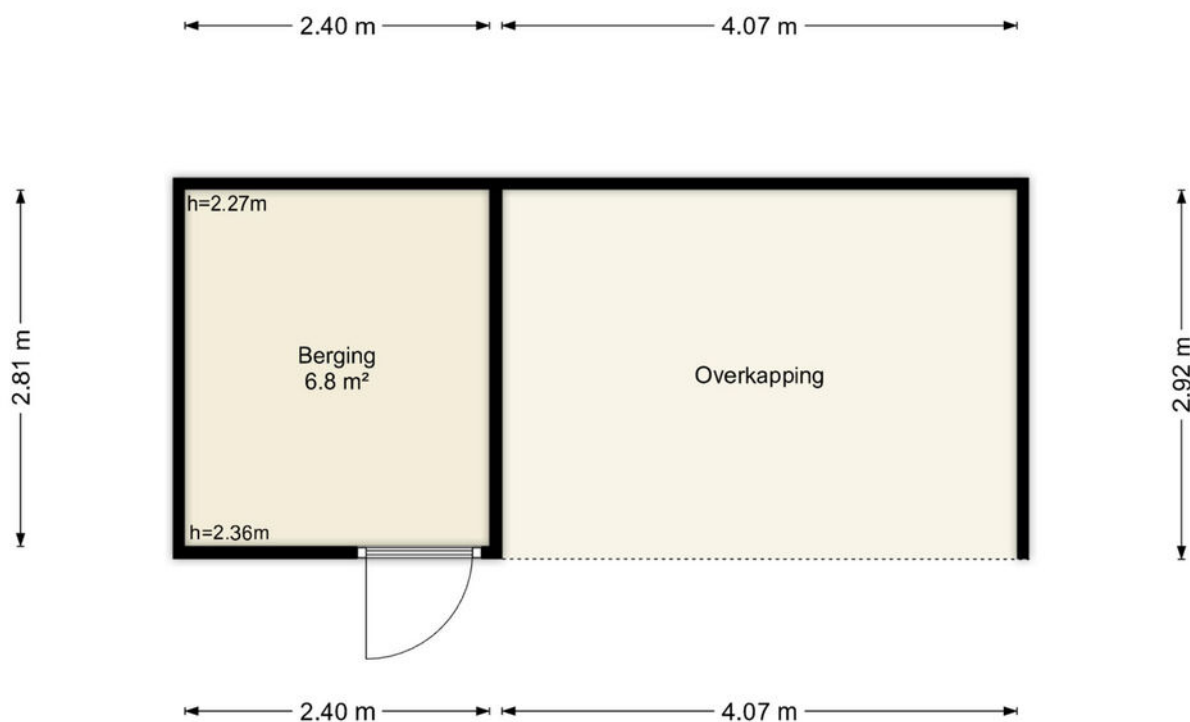 2.40 m
4.07 m
h=2.27m
2.81 m
Berging
6.8 m²
Overkapping
2.92 m
h=2.36m
2.40 m
4.07 m